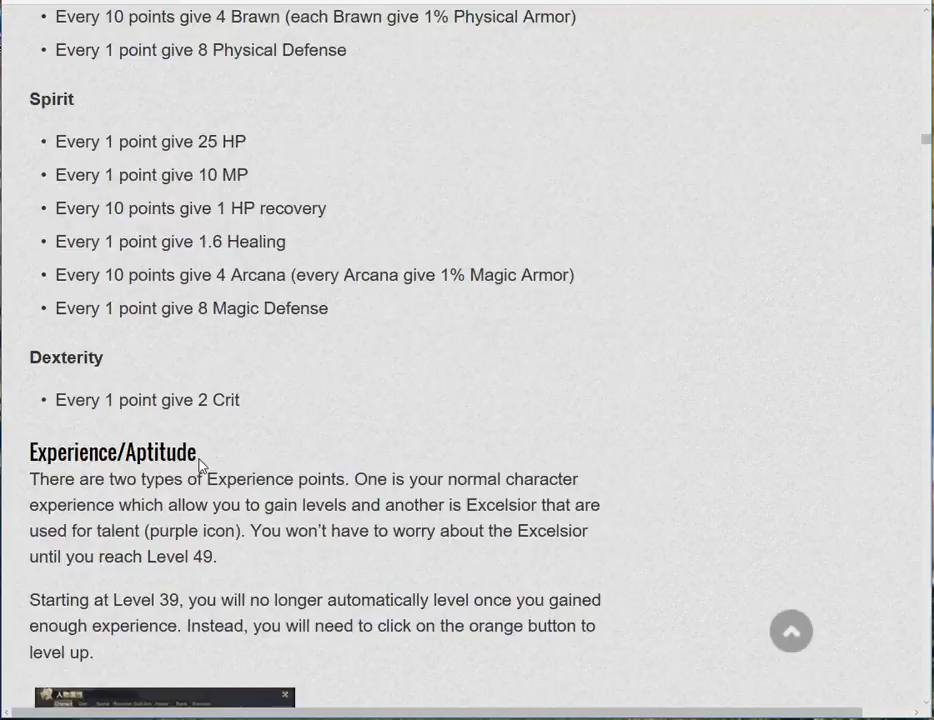 • Every 10 points give 4 Brawn (each Brawn give 1% Physical Armor)
• Every 1 point give 8 Physical Defense
Spirit
• Every 1 point give 25 HP
• Every 1 point give 10 MP
• Every 10 points give 1 HP recovery
• Every 1 point give 1.6 Healing
• Every 10 points give 4 Arcana (every Arcana give 1% Magic Armor)
• Every 1 point give 8 Magic Defense
Dexterity
• Every 1 point give 2 Crit
Experience/Aptitude
There are two types of Experience points. One is your normal character
experience which allow you to gain levels and another is Excelsior that are
used for talent (purple icon). You won’t have to worry about the Excelsior
until you reach Level 49.
Starting at Level 39, you will no longer automatically level once you gained
enough experience. Instead, you will need to click on the orange button to
level up.
人物属性